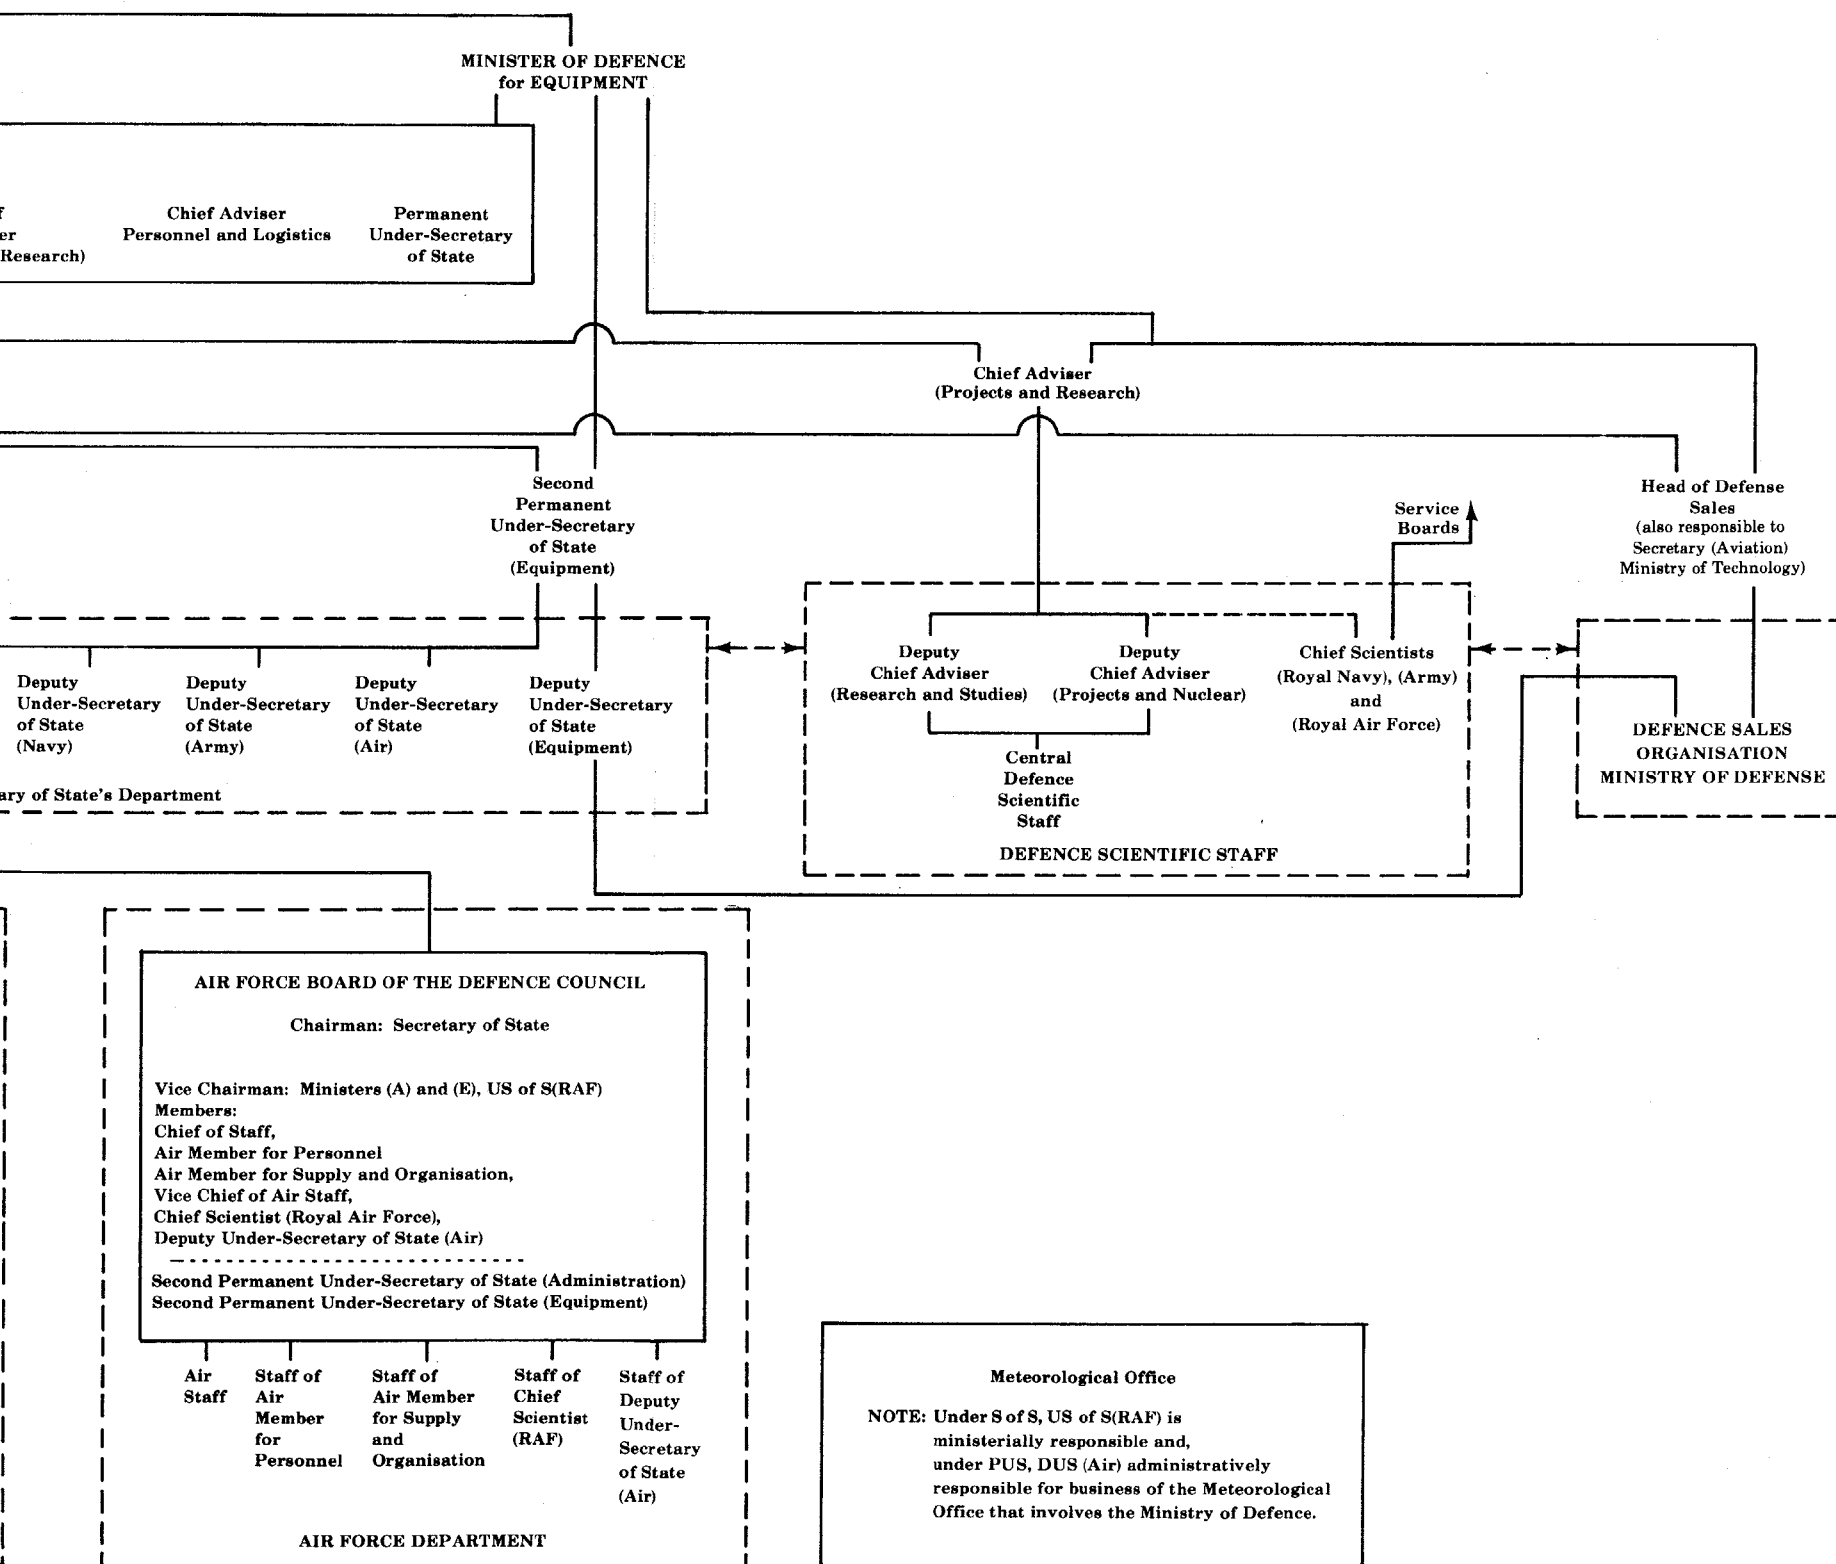 MINISTER OF DEFENCE
for EQUIPMENT
f
er
Research)
Chief Adviser
Personnel and Logistics
Permanent
Under-Secretary
of State
Chief Adviser
(Projects and Research)
Second
Permanent
Under-Secretary
of State
(Equipment)
Service
Boards
Head of Defense
Sales
(also responsible to
Secretary (Aviation)
Ministry of Technology)
Deputy
Under-Secretary
of State
(Navy)
Deputy
Under-Secretary
of State
(Army)
Deputy
Under-Secretary
of State
(Air)
Deputy
Under-Secretary
of State
(Equipment)
ary of State's Department
Deputy
Chief Adviser
(Research and Studies)
Deputy
Chief Adviser
(Projects and Nuclear)
Chief Scientists
(Royal Navy), (Army)
and
(Royal Air Force)
Central
Defence
Scientific
Staff
DEFENCE SCIENTIFIC STAFF
DEFENCE SALES
ORGANISATION
MINISTRY OF DEFENSE
AIR FORCE BOARD OF THE DEFENCE COUNCIL
Chairman: Secretary of State
Vice Chairman: Ministers (A) and (E), US of S(RAF)
Members:
Chief of Staff,
Air Member for Personnel
Air Member for Supply and Organisation,
Vice Chief of Air Staff,
Chief Scientist (Royal Air Force),
Deputy Under-Secretary of State (Air)
Second Permanent Under-Secretary of State (Administration)
Second Permanent Under-Secretary of State (Equipment)
Air
Staff
Staff of
Air
Member
for
Personnel
Staff of
Air Member
for Supply
and
Organisation
Staff of
Chief
Scientist
(RAF)
Staff of
Deputy
Under-
Secretary
of State
(Air)
AIR FORCE DEPARTMENT
Meteorological Office
NOTE: Under S of S, US of S(RAF) is
ministerially responsible and,
under PUS, DUS (Air) administratively
responsible for business of the Meteorological
Office that involves the Ministry of Defence.